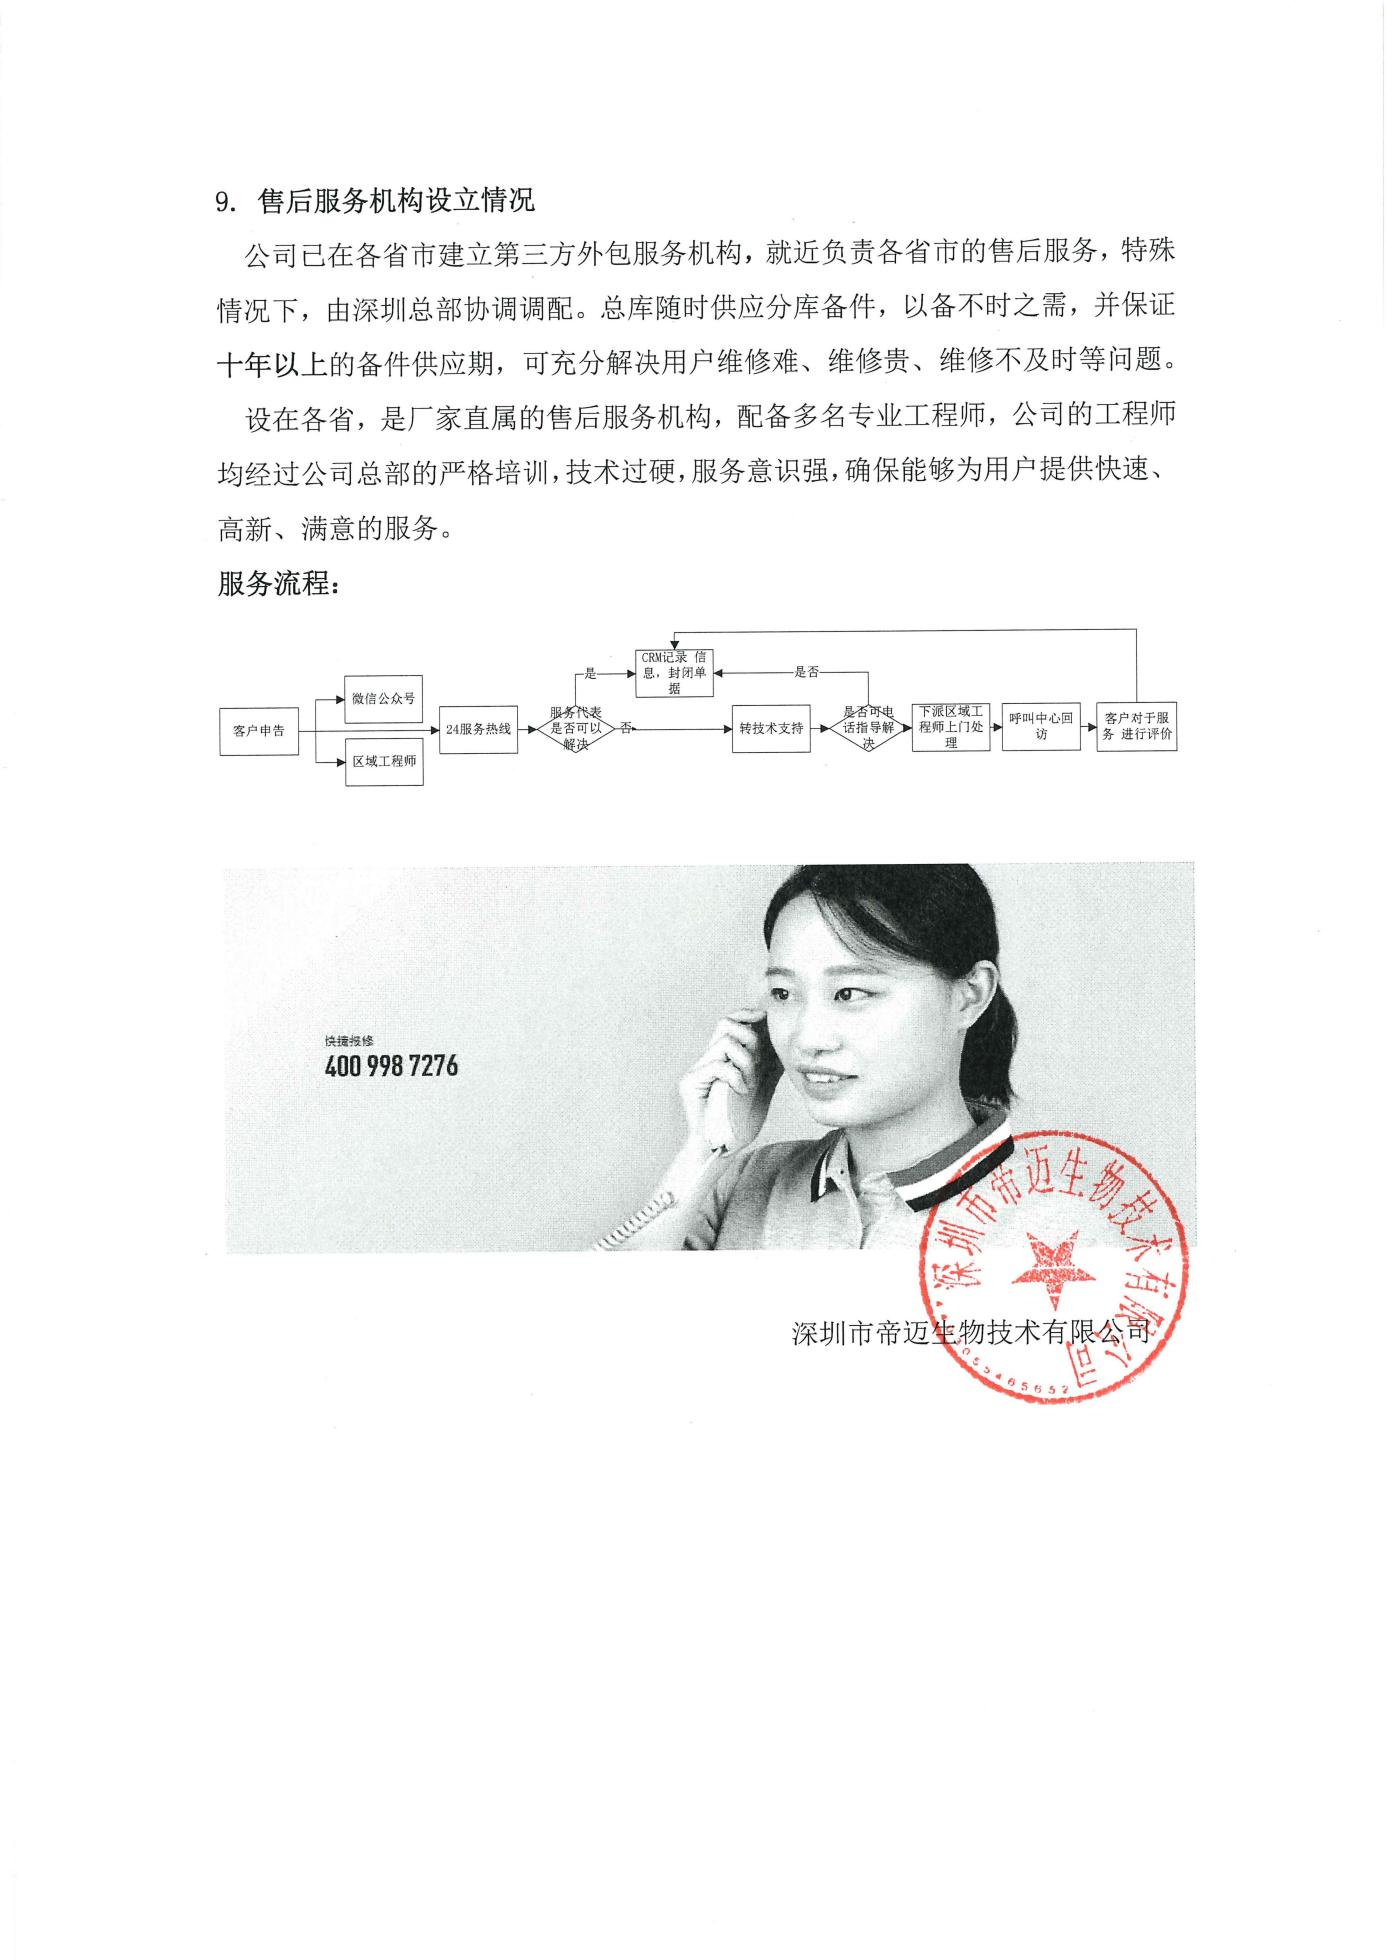 9. 售后服务机构设立情况
公司已在各省市建立第三方外包服务机构，就近负责各省市的售后服务，特殊
情况下，由深圳总部协调调配。总库随时供应分库备件，以备不时之需，并保证
十年以上的备件供应期，可充分解决用户维修难、维修贵、维修不及时等问题。
设在各省，是厂家直属的售后服务机构，配备多名专业工程师，公司的工程师
均经过公司总部的严格培训，技术过硬，服务意识强，确保能够为用户提供快速、
高新、满意的服务。
服务流程：
客户申告
微信公众号
区域工程师
24服务热线
服务代表
是否可以
解决
是
否
CRM记录 信
息，封闭单
据
转技术支持
是否可电
话指导解
决
是否
下派区域工
程师上门处
理
呼叫中心回
访
客户对于服
务 进行评价
快捷报修
400 998 7276
深圳市帝迈生物技术有限公司
深圳市帝迈生物技术有限公司